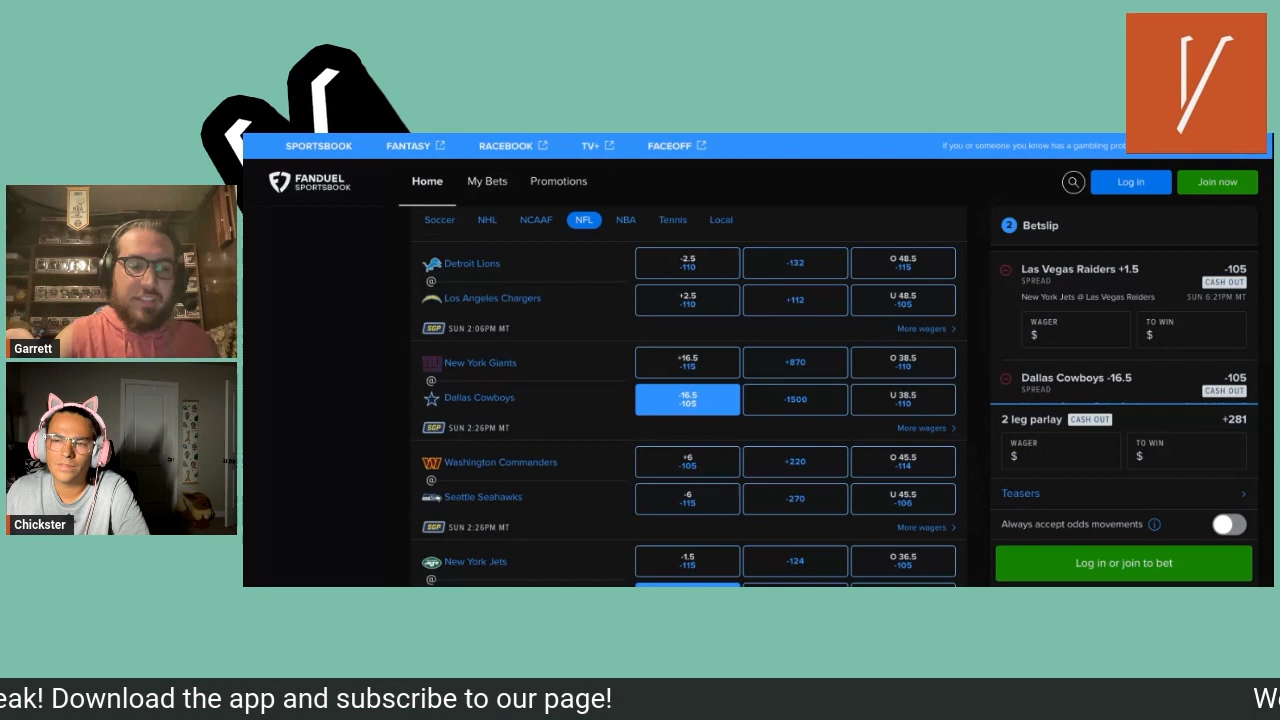 SPORTSBOOK FANTASY RACEBOOK TV+ FACEOFF If you or someone you know has a gambling prob
FANDUEL
SPORTSBOOK
Home My Bets Promotions Log in Join now
Soccer NHL NCAAF NFL NBA Tennis Local
2 Betslip
Detroit Lions -2.5 -110 -132 O 48.5 -115
@
Los Angeles Chargers +2.5 -110 +112 U 48.5 -105
SGP SUN 2:06PM MT More wagers
New York Giants +16.5 -115 +870 O 38.5 -110
@
Dallas Cowboys -16.5 -105 -1500 U 38.5 -110
SGP SUN 2:26PM MT More wagers
Washington Commanders +6 -105 +220 O 45.5 -114
@
Seattle Seahawks -6 -115 -270 U 45.5 -106
SGP SUN 2:26PM MT More wagers
New York Jets -1.5 -115 -124 O 36.5 -105
@
Las Vegas Raiders +1.5 -105
SPREAD CASH OUT
New York Jets @ Las Vegas Raiders SUN 6:21PM MT
WAGER TO WIN
$ $
Dallas Cowboys -16.5 -105
SPREAD CASH OUT
2 leg parlay CASH OUT +281
WAGER TO WIN
$ $
Teasers
Always accept odds movements
Log in or join to bet
Garrett
Chickster
eak! Download the app and subscribe to our page! We